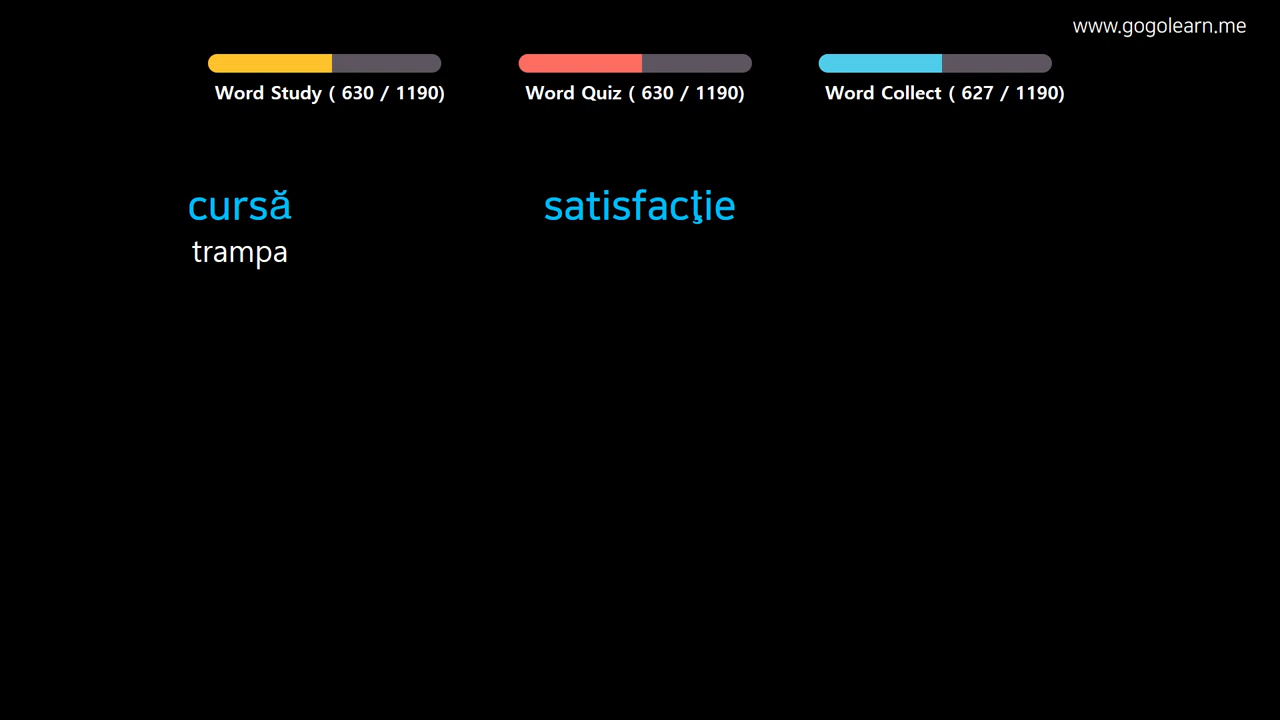 www.gogolearn.me
Word Study ( 630 / 1190)
Word Quiz ( 630 / 1190)
Word Collect ( 627 / 1190)
cursă
trampa
satisfacţie